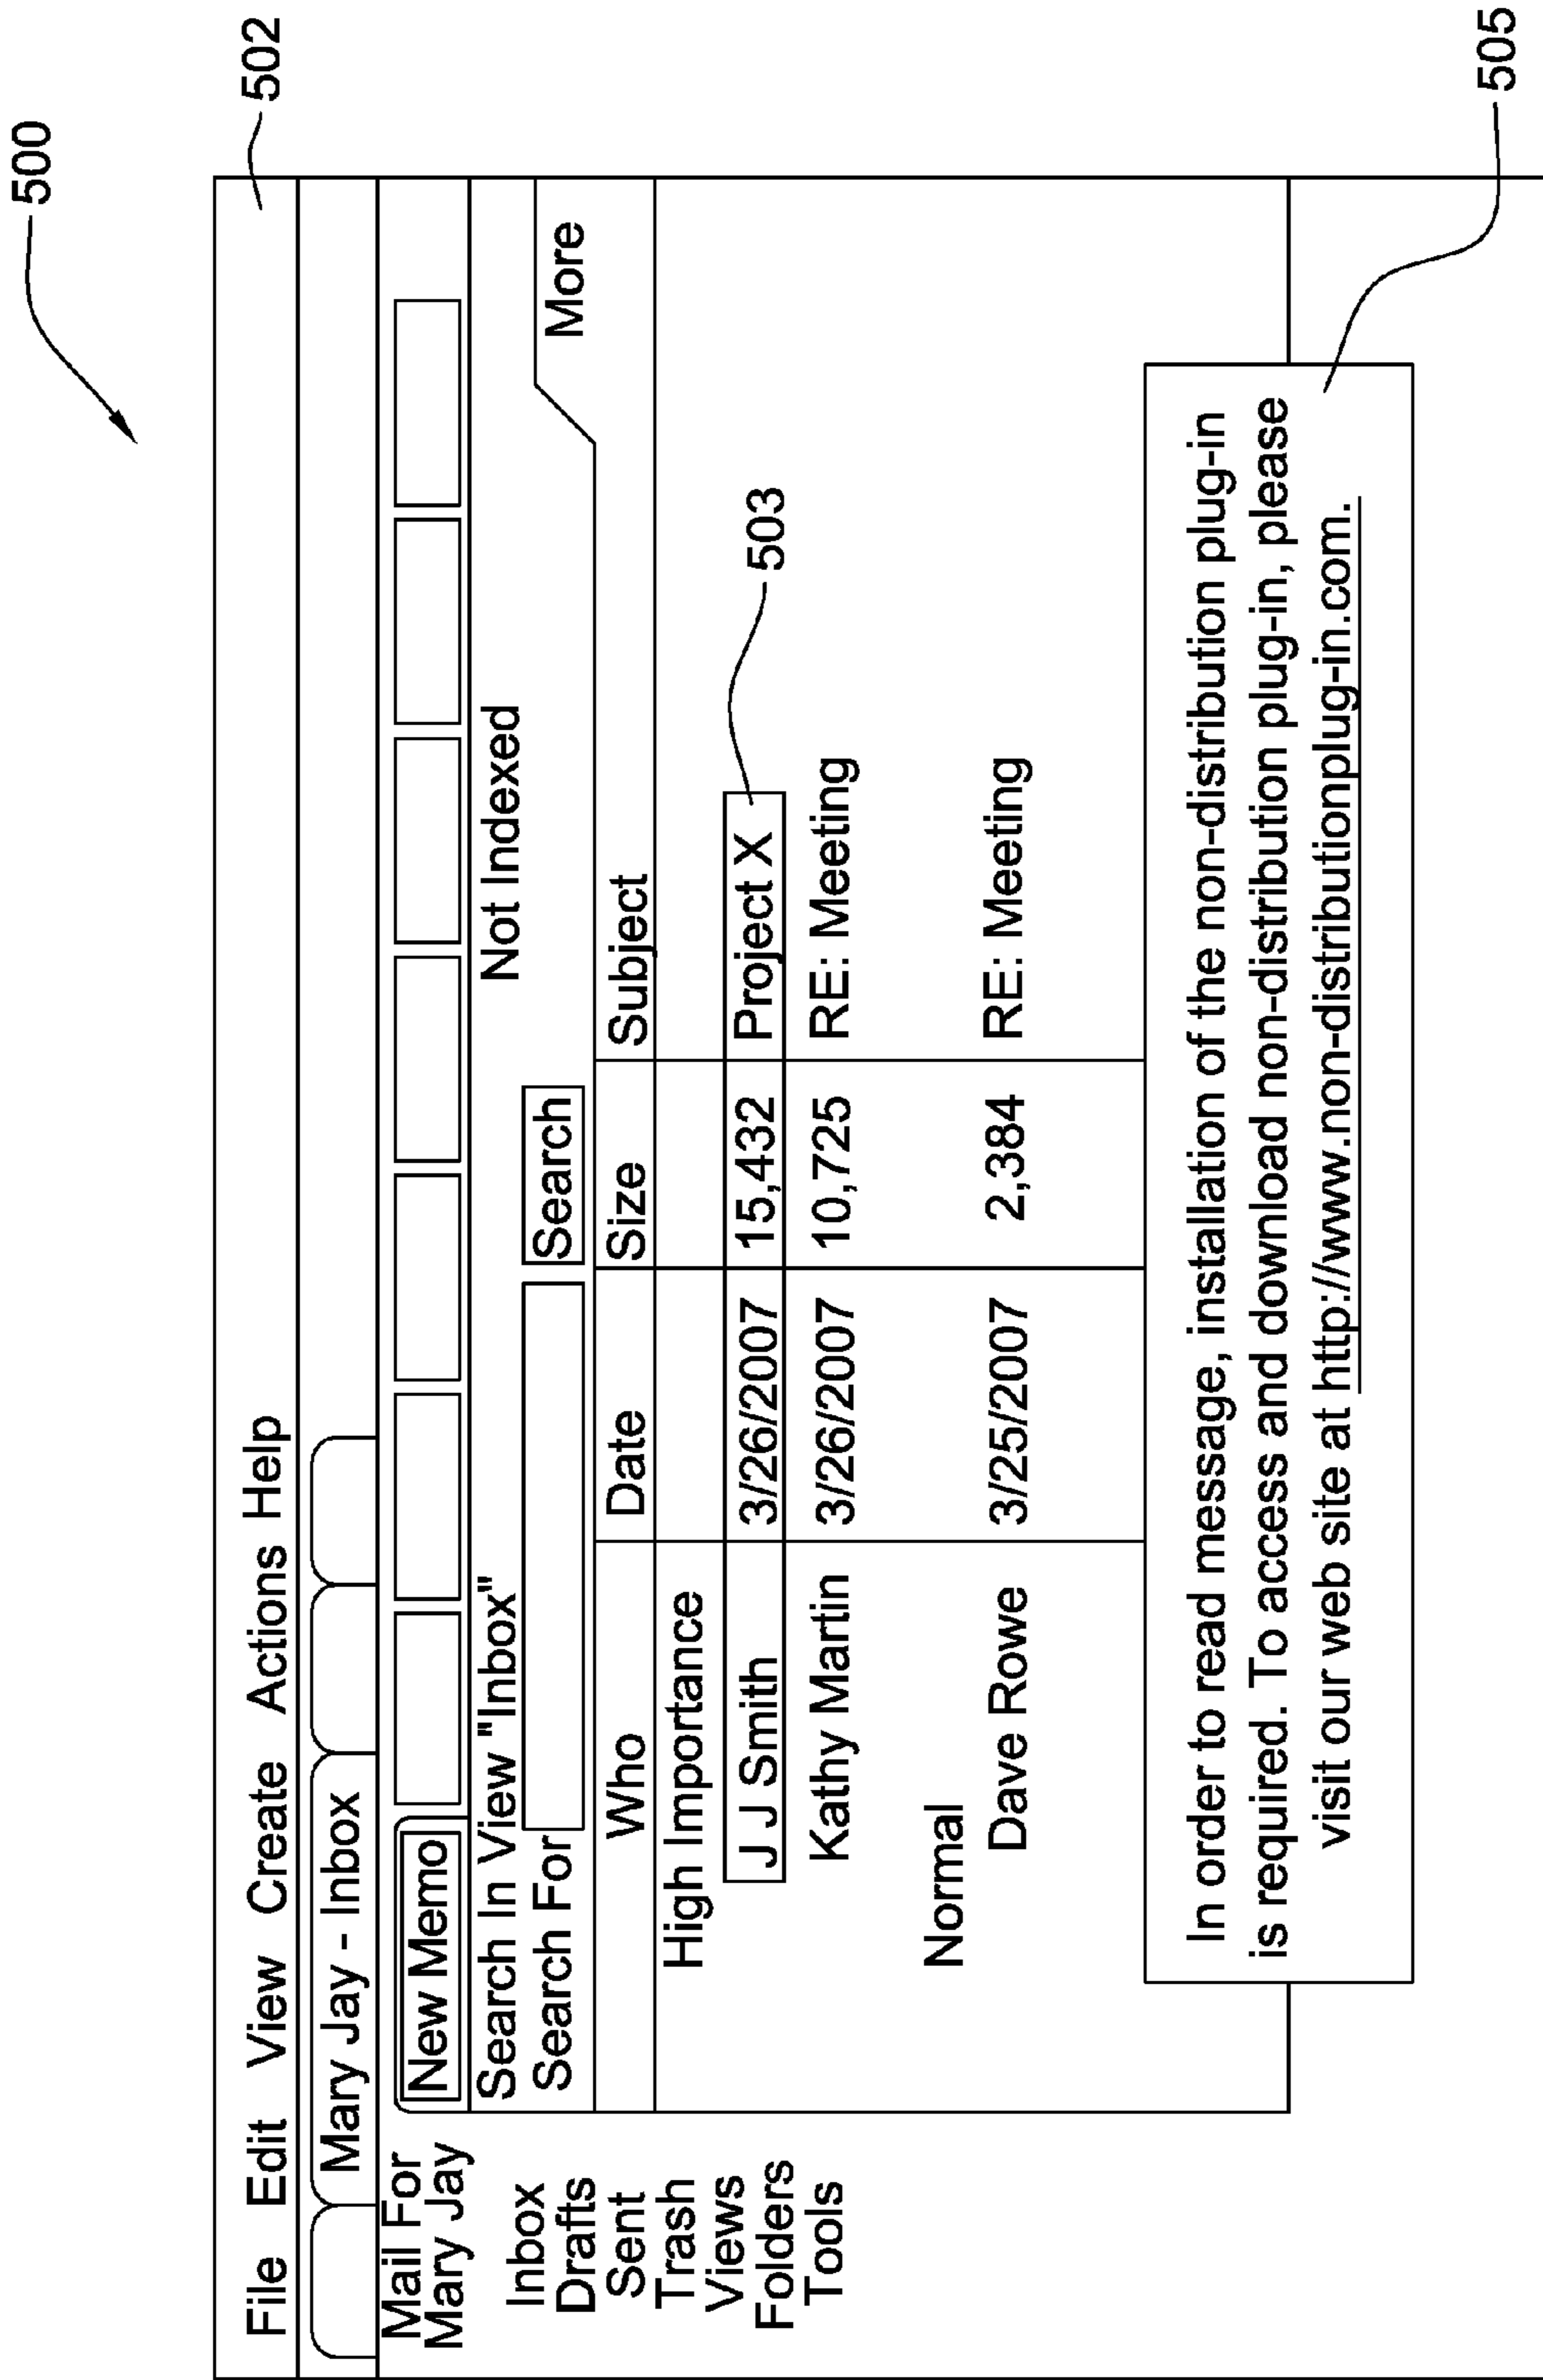 500
502
File Edit View Create Actions Help
Mary Jay - Inbox
Mail For
Mary Jay
New Memo
Search In View "Inbox" Not Indexed
Search For Search More
Inbox
Drafts
Sent
Trash
Views
Folders
Tools
Who Date Size Subject
High Importance
J J Smith 3/26/2007 15,432 Project X
503
Kathy Martin 3/26/2007 10,725 RE: Meeting
Normal
Dave Rowe 3/25/2007 2,384 RE: Meeting
In order to read message, installation of the non-distribution plug-in
is required. To access and download non-distribution plug-in, please
visit our web site at http://www.non-distributionplug-in.com.
505